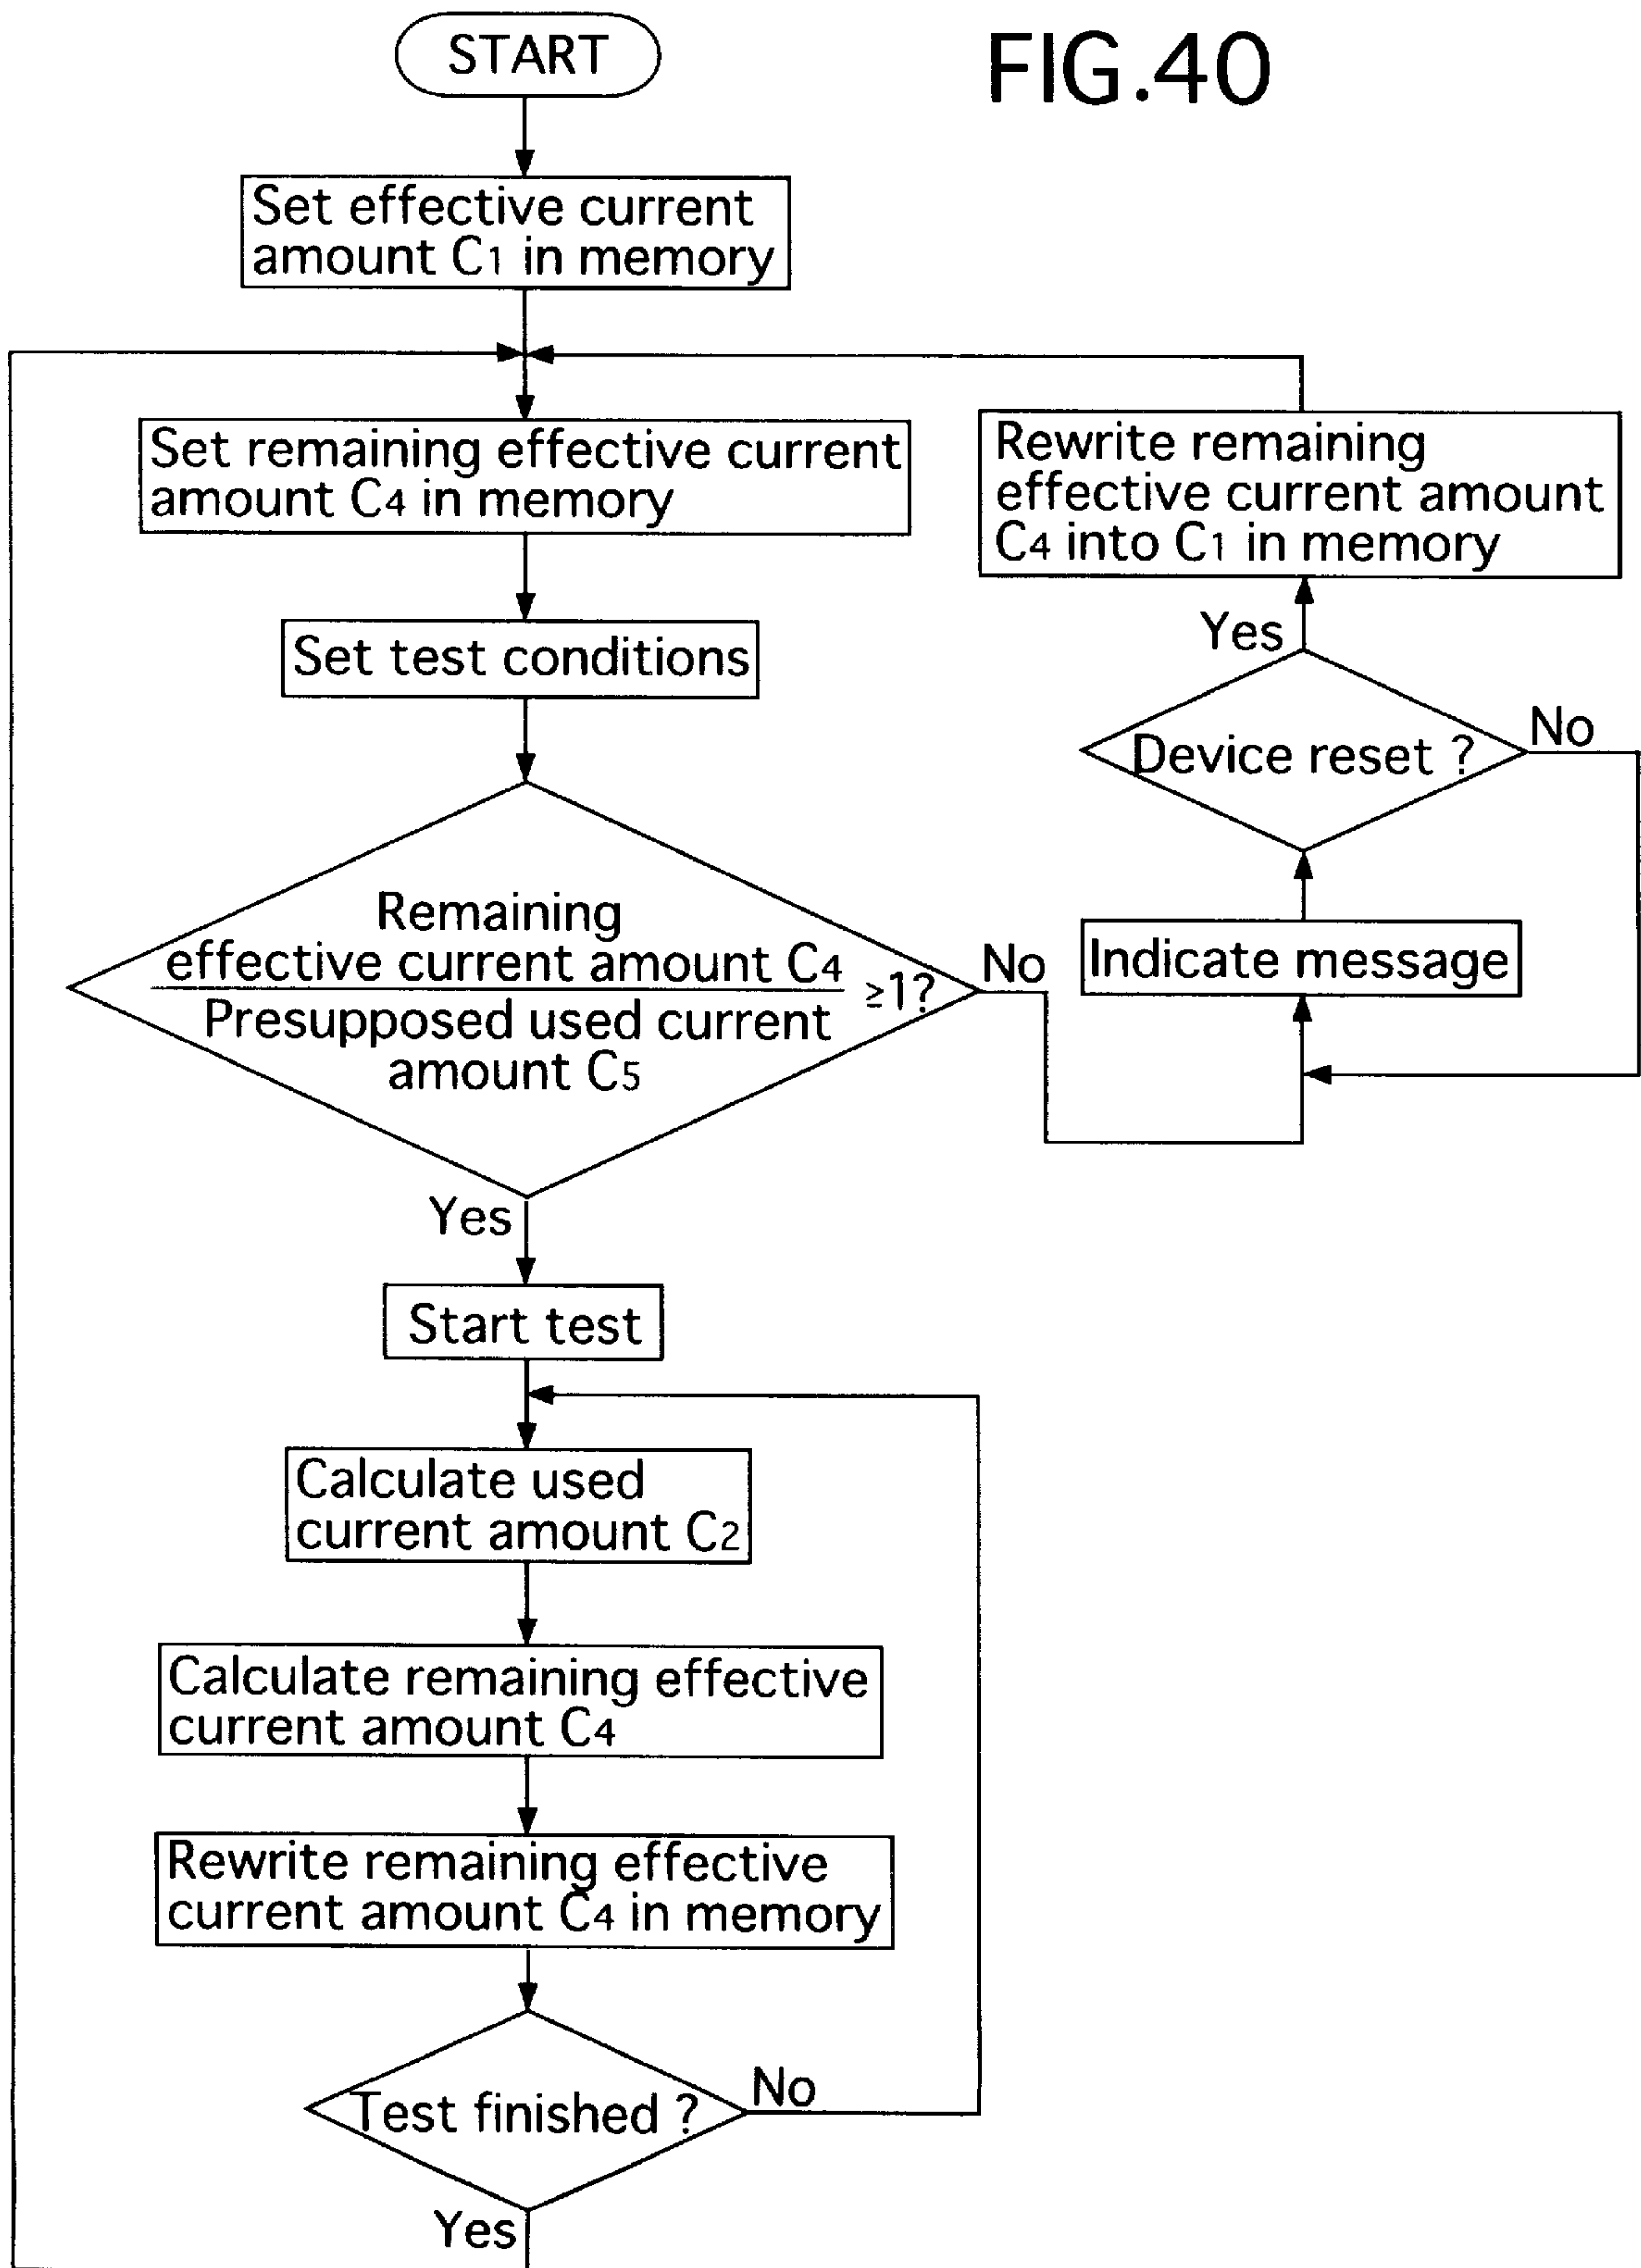 FIG.40
START
Set effective current
amount C1 in memory
Set remaining effective current
amount C4 in memory
Set test conditions
Remaining
effective current amount C4
Presupposed used current
amount C5
≥1?
No
Yes
Start test
Calculate used
current amount C2
Calculate remaining effective
current amount C4
Rewrite remaining effective
current amount C4 in memory
Test finished ?
No
Yes
Rewrite remaining
effective current amount
C4 into C1 in memory
Yes
Device reset ?
No
Indicate message